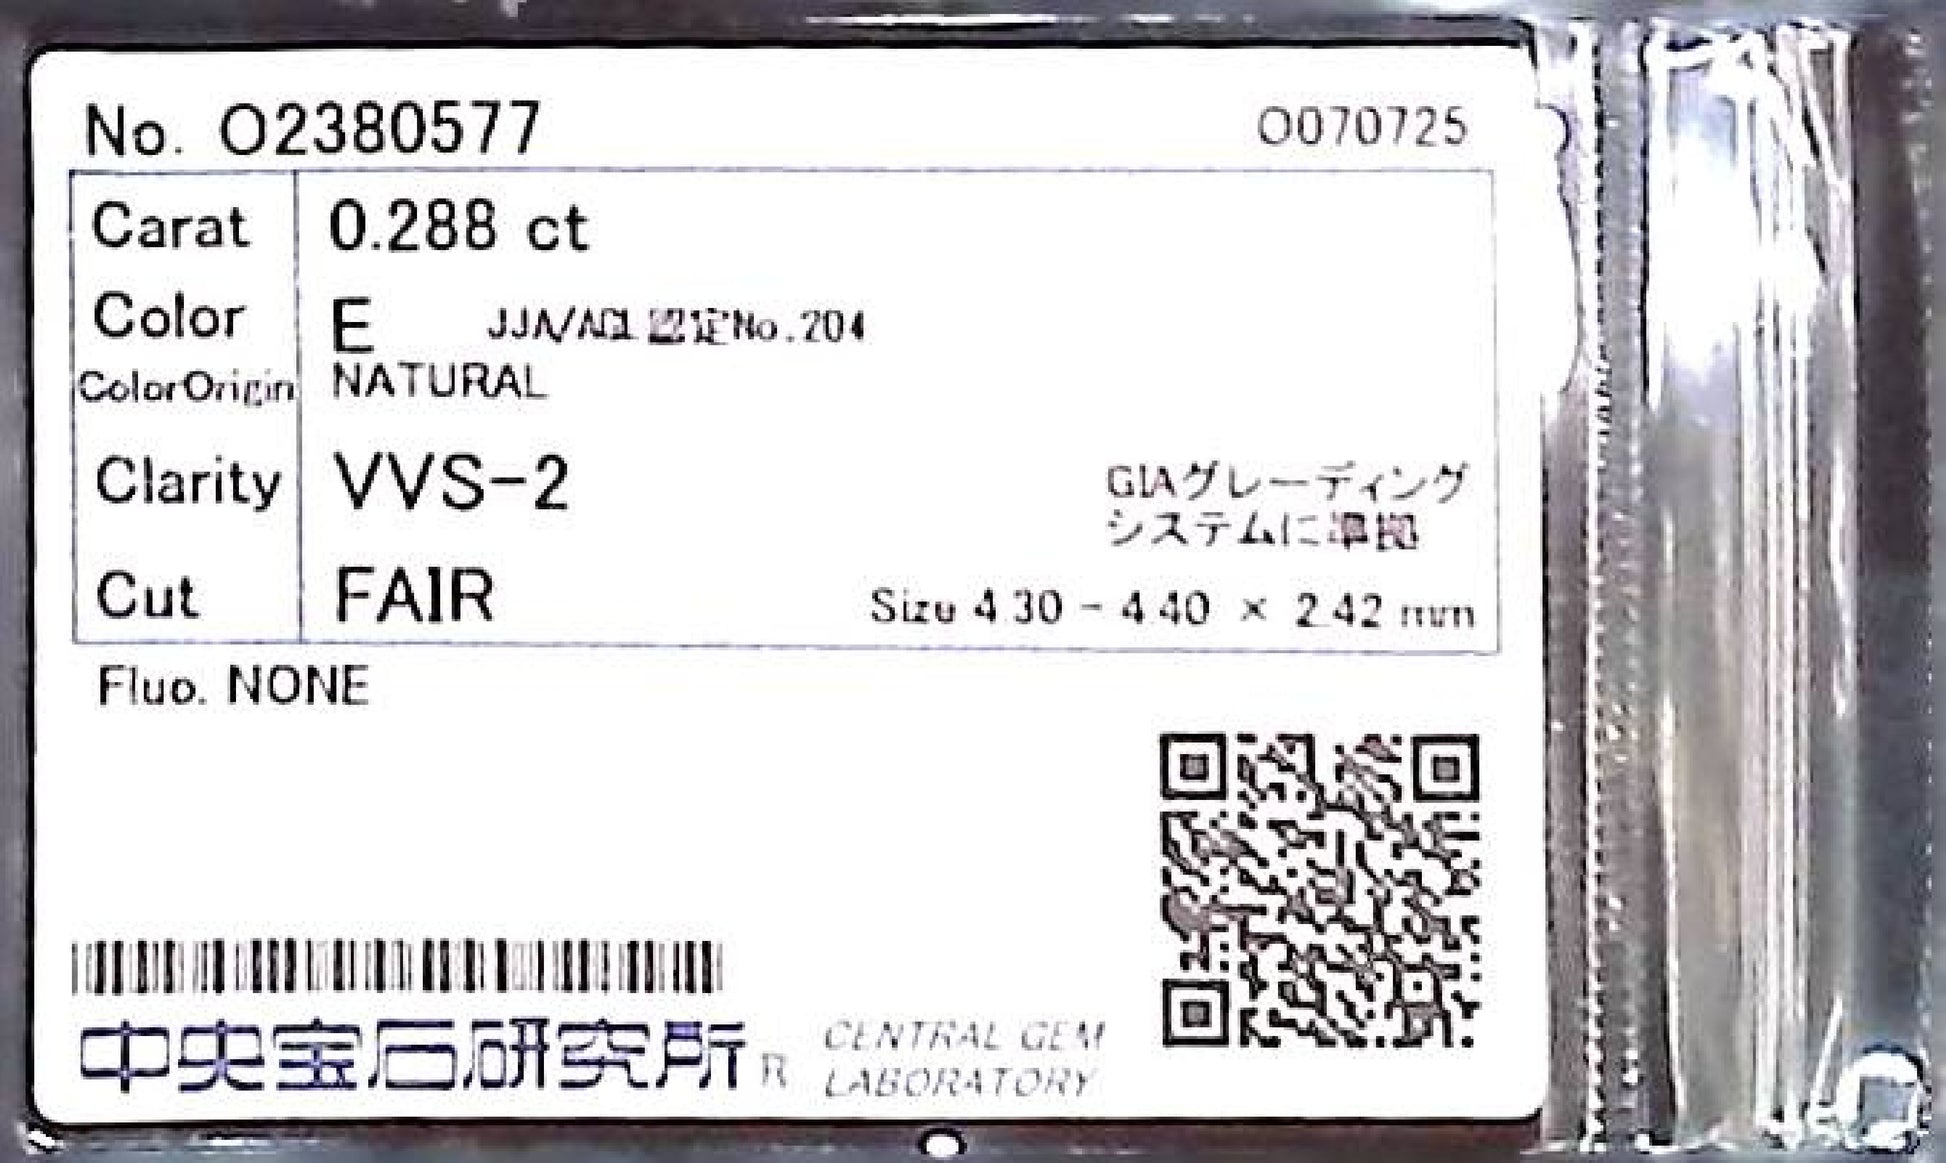 No. O2380577
O070725
Carat 0.288 ct
Color E JJA/AGL認定No.204
ColorOrigin NATURAL
Clarity VVS-2
GIAグレーディング
システムに準拠
Cut FAIR
Size 4.30 - 4.40 × 2.42 mm
Fluo. NONE
中央宝石研究所 R
CENTRAL GEM
LABORATORY